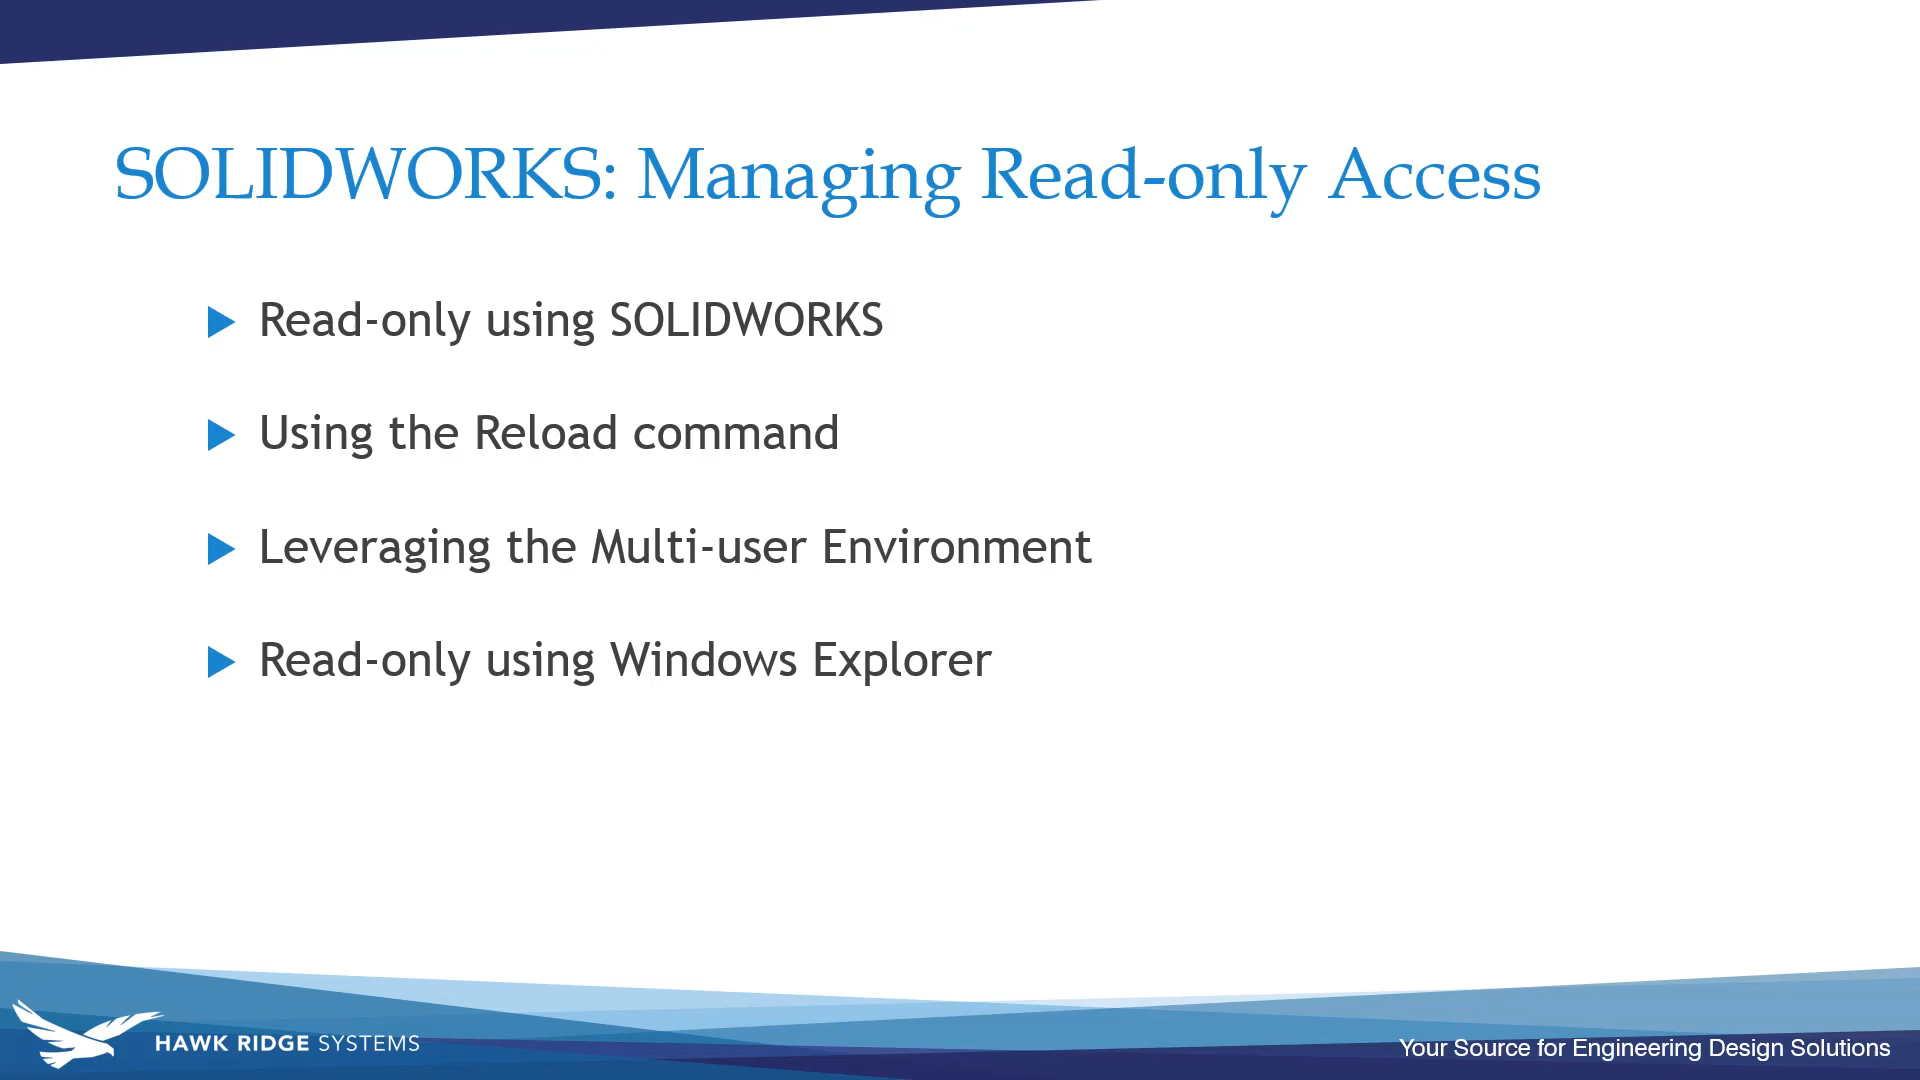 SOLIDWORKS: Managing Read-only Access
Read-only using SOLIDWORKS
Using the Reload command
Leveraging the Multi-user Environment
Read-only using Windows Explorer
HAWK RIDGE SYSTEMS
Your Source for Engineering Design Solutions